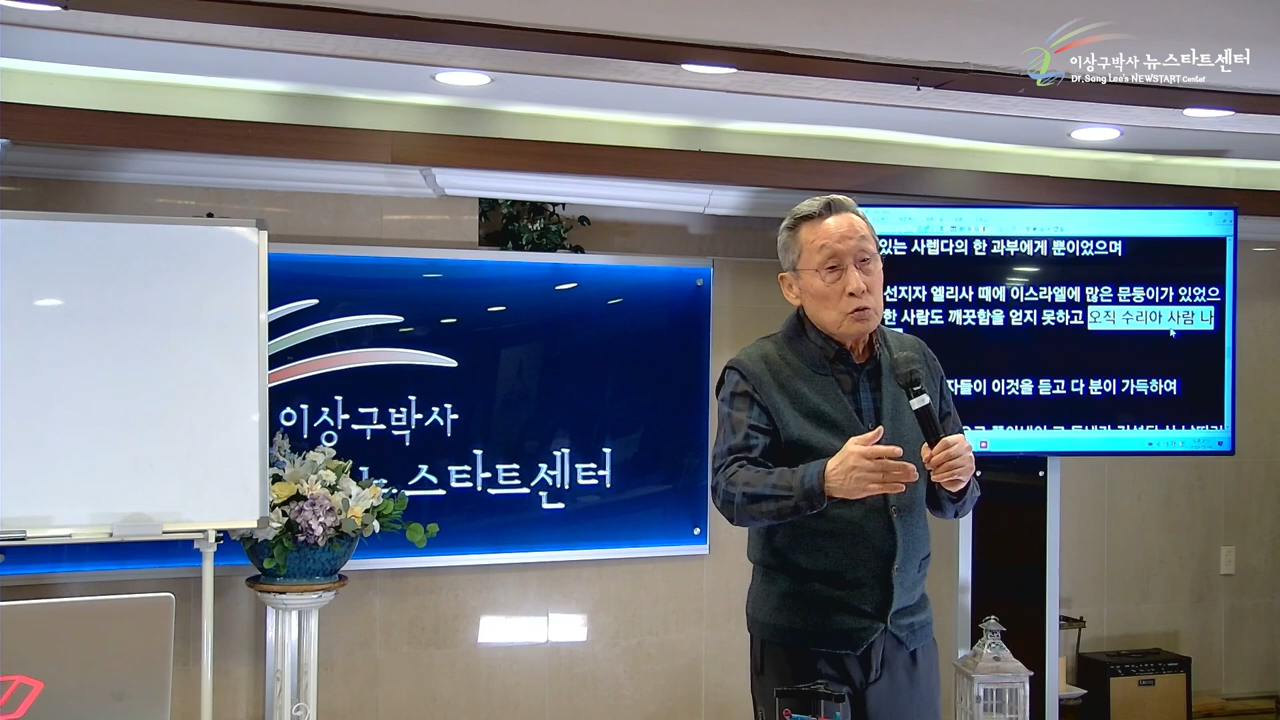 이상구박사 뉴스타트센터
Dr. Sang Lee's NEWSTART Center
있는 사렙다의 한 과부에게 뿐이었으며
선지자 엘리사 때에 이스라엘에 많은 문둥이가 있었으
한 사람도 깨끗함을 얻지 못하고 오직 수리아 사람 나
자들이 이것을 듣고 다 분이 가득하여
이상구박사
뉴스타트센터